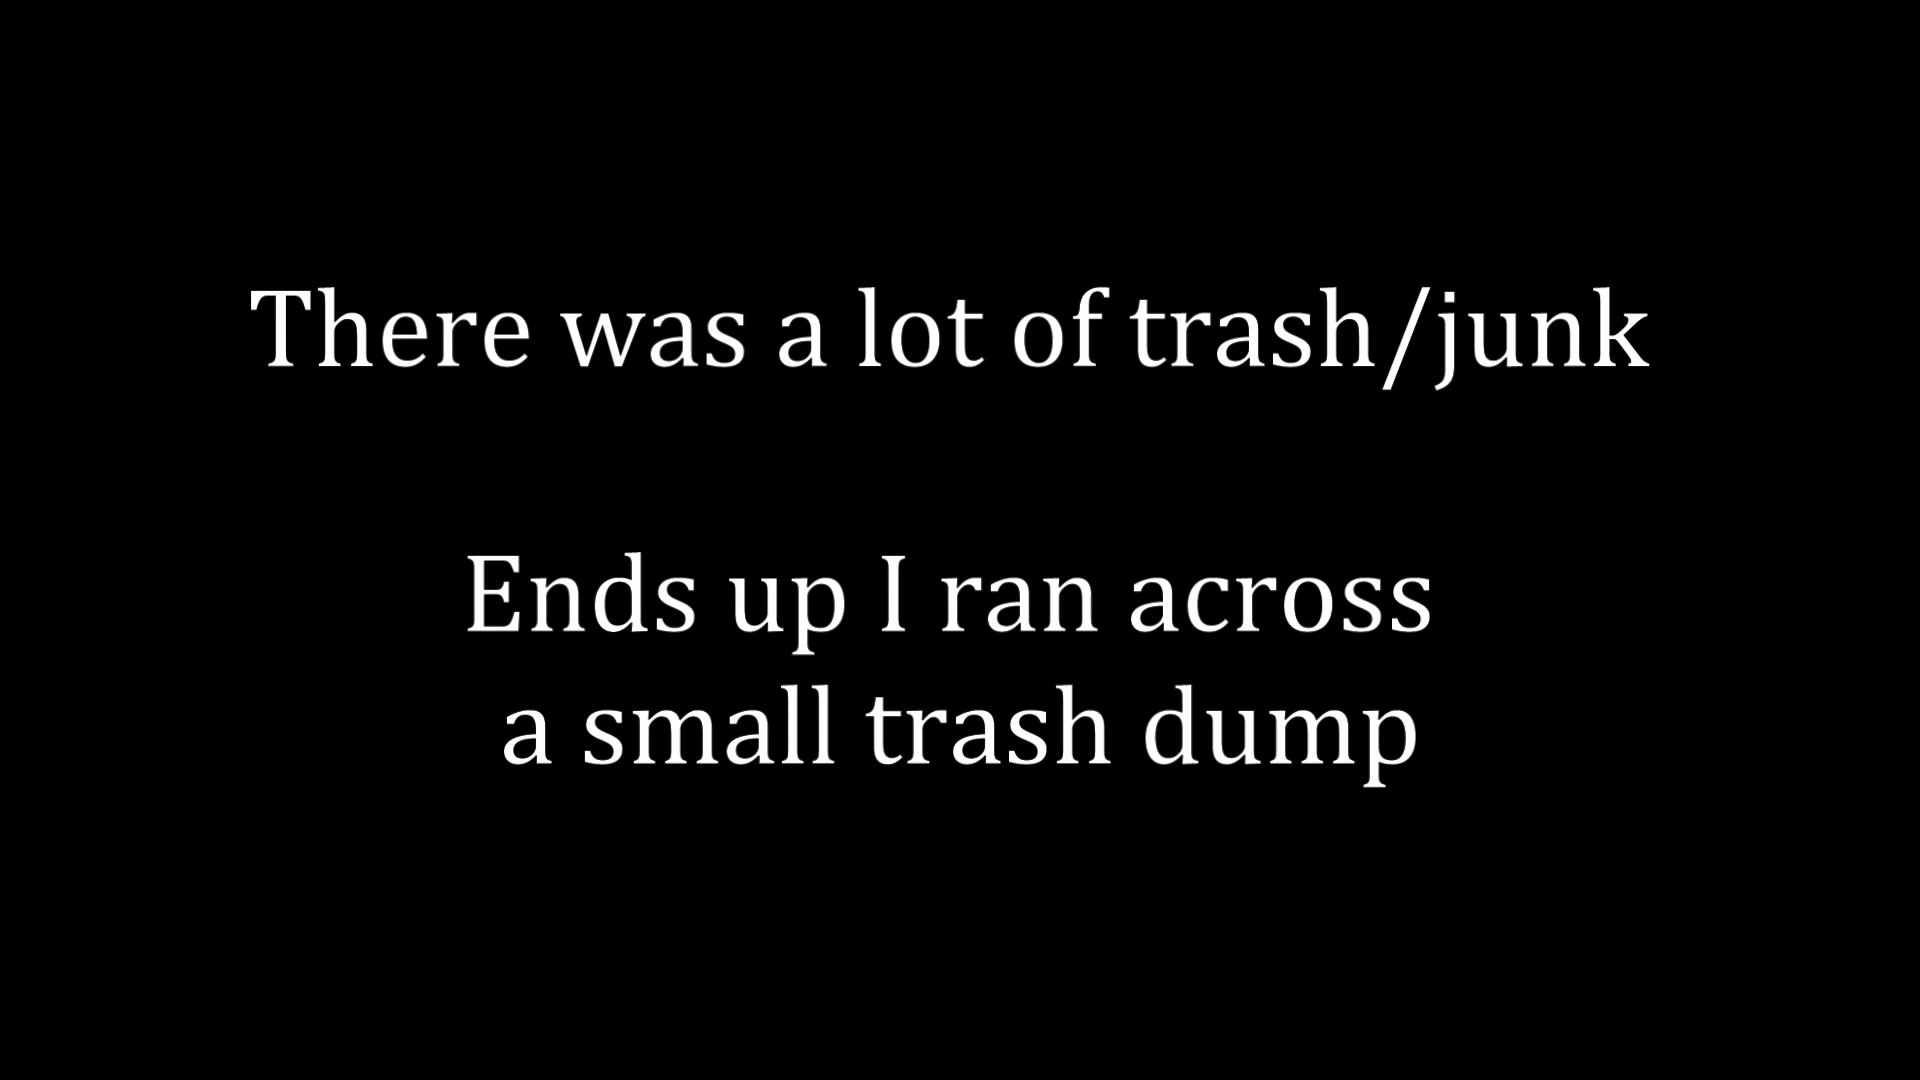 There was a lot of trash/junk
Ends up I ran across
a small trash dump